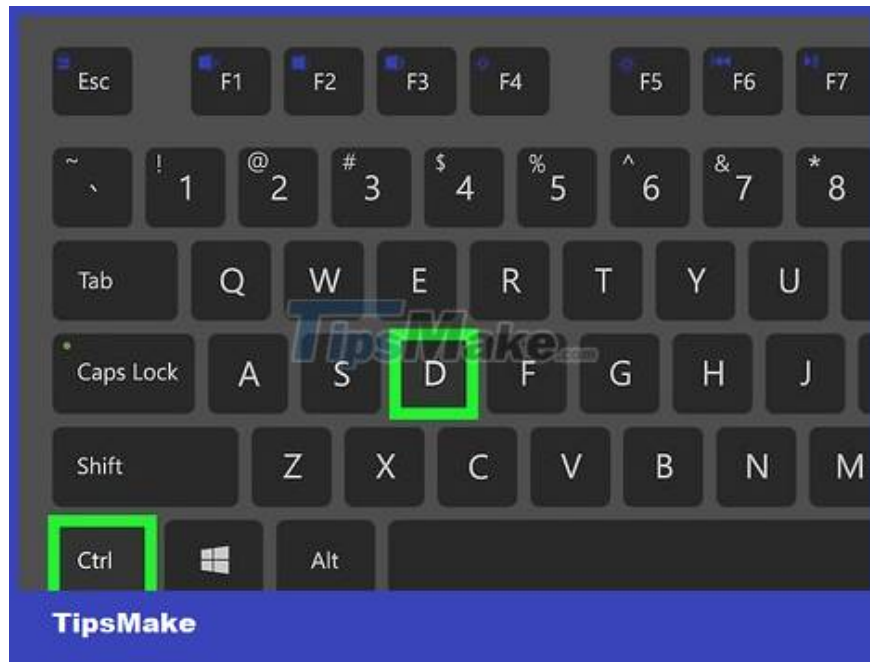 Esc F1 F2 F3 F4 F5 F6 F7
~ ` ! 1 @ 2 # 3 $ 4 % 5 ^ 6 & 7 * 8
Tab Q W E R T Y U
TipsMake.com
Caps Lock A S D F G H J
Shift Z X C V B N M
Ctrl Alt
TipsMake